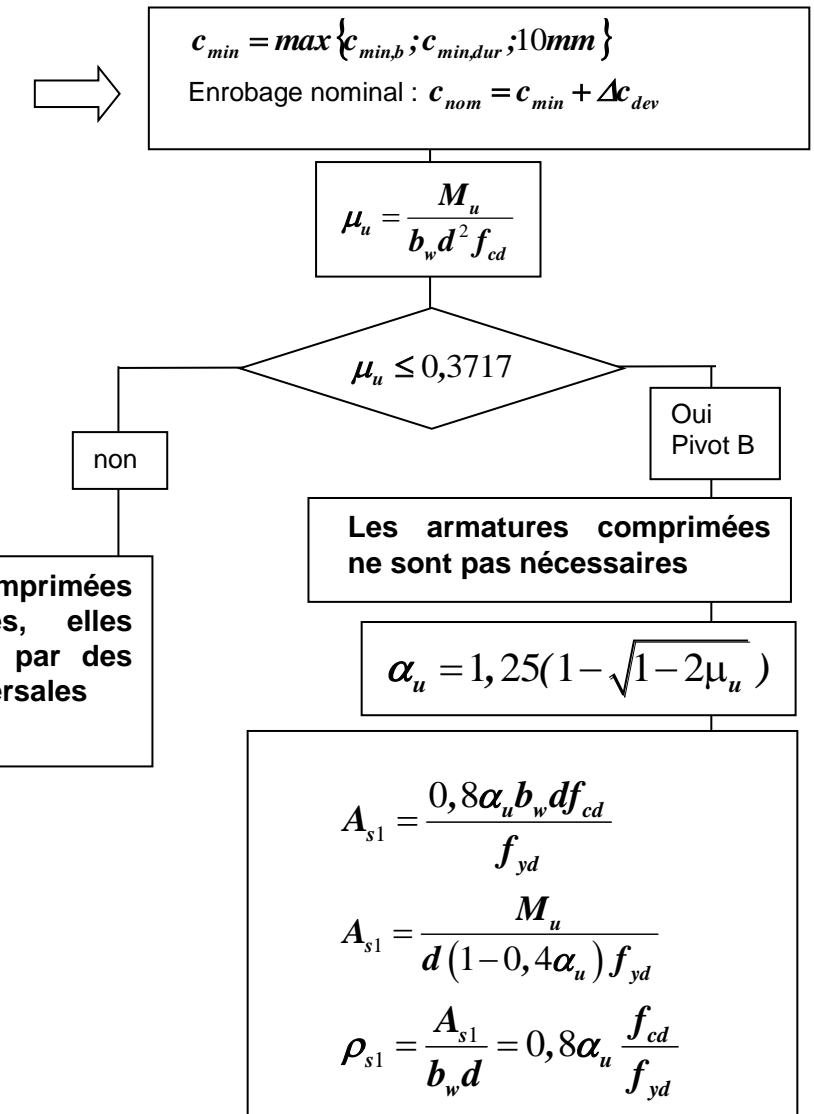 c_min = max {c_min,b ; c_min,dur ;10mm}
Enrobage nominal : c_nom = c_min + Δc_dev
μ_u = M_u / (b_w d² f_cd)
μ_u ≤ 0,3717
non
Oui
Pivot B
Les armatures comprimées
ne sont pas nécessaires
elles
par des
α_u = 1,25(1−√(1−2μ_u) )
A_s1 = 0,8α_u b_w d f_cd / f_yd
A_s1 = M_u / (d (1−0,4α_u) f_yd)
ρ_s1 = A_s1 / (b_w d) = 0,8α_u f_cd / f_yd